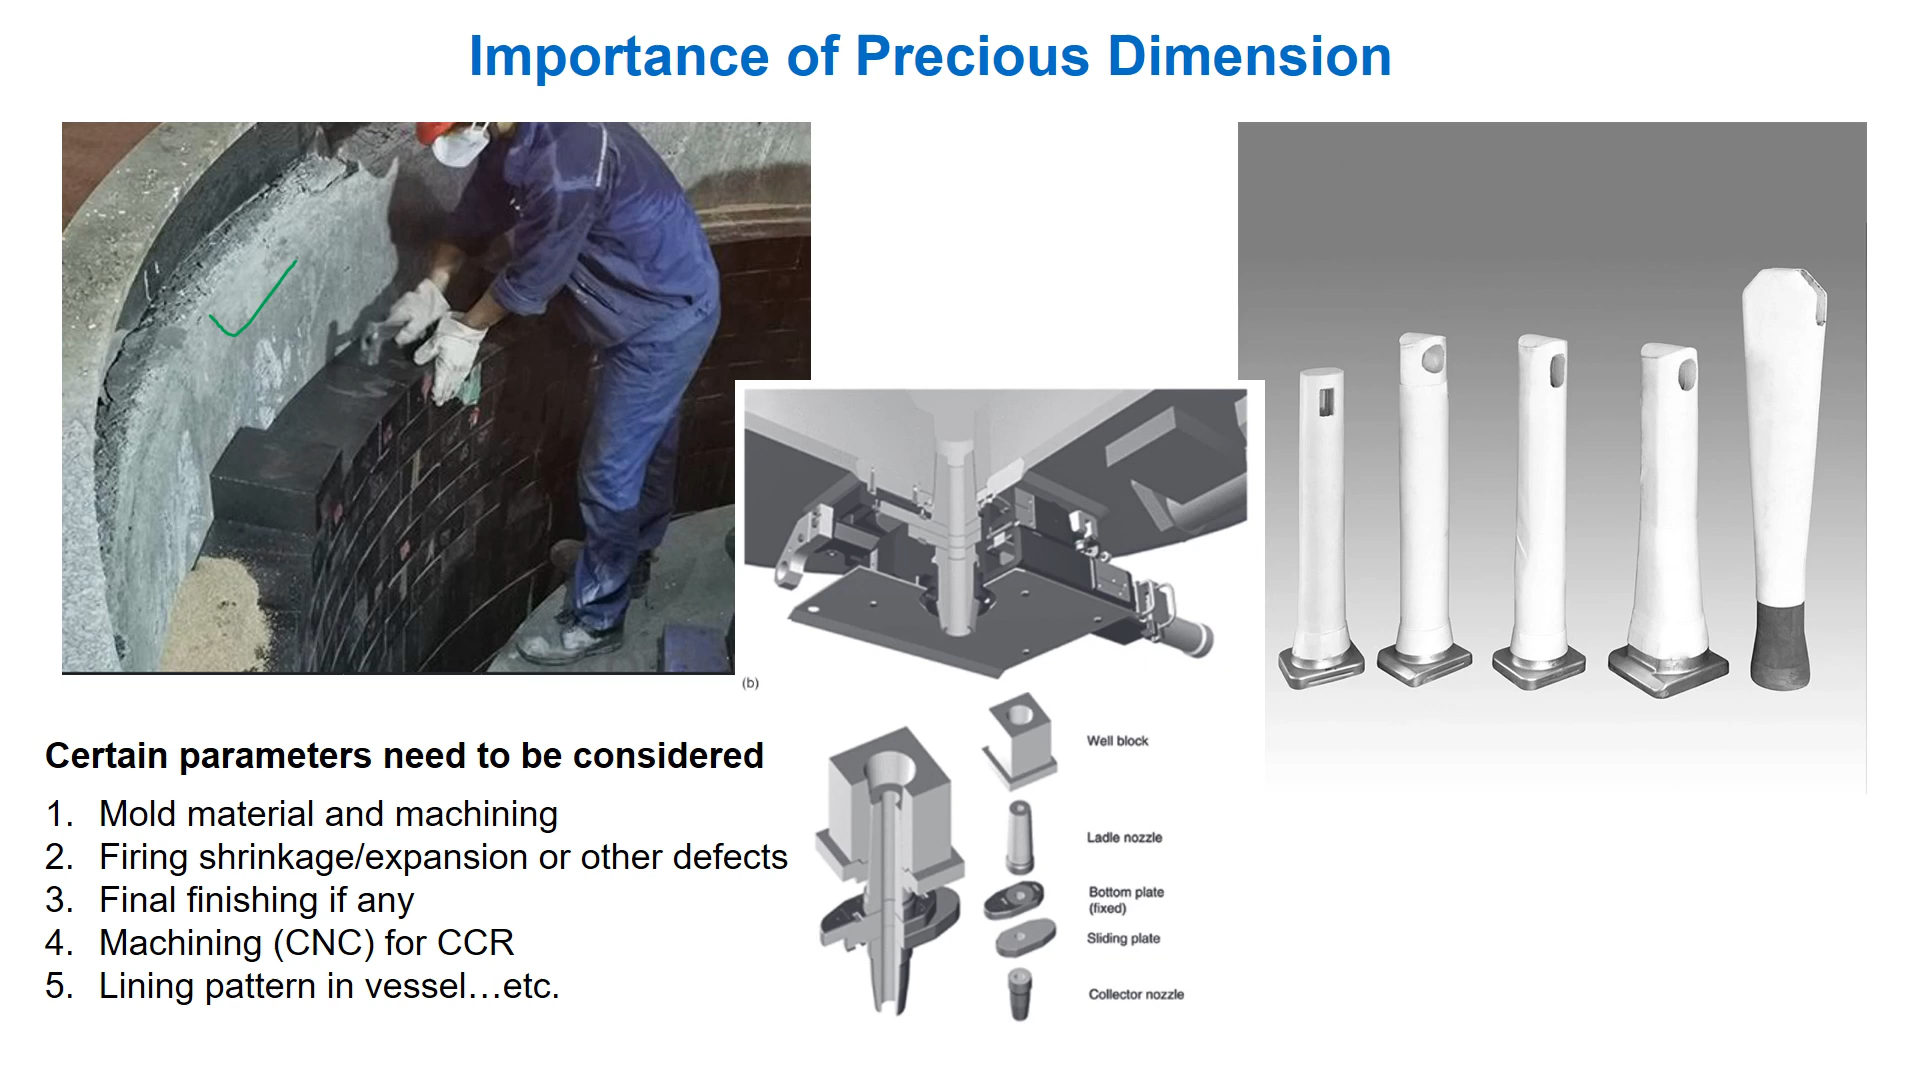 Importance of Precious Dimension
(b)
Well block
Ladle nozzle
Bottom plate
(fixed)
Sliding plate
Collector nozzle
Certain parameters need to be considered
1. Mold material and machining
2. Firing shrinkage/expansion or other defects
3. Final finishing if any
4. Machining (CNC) for CCR
5. Lining pattern in vessel…etc.